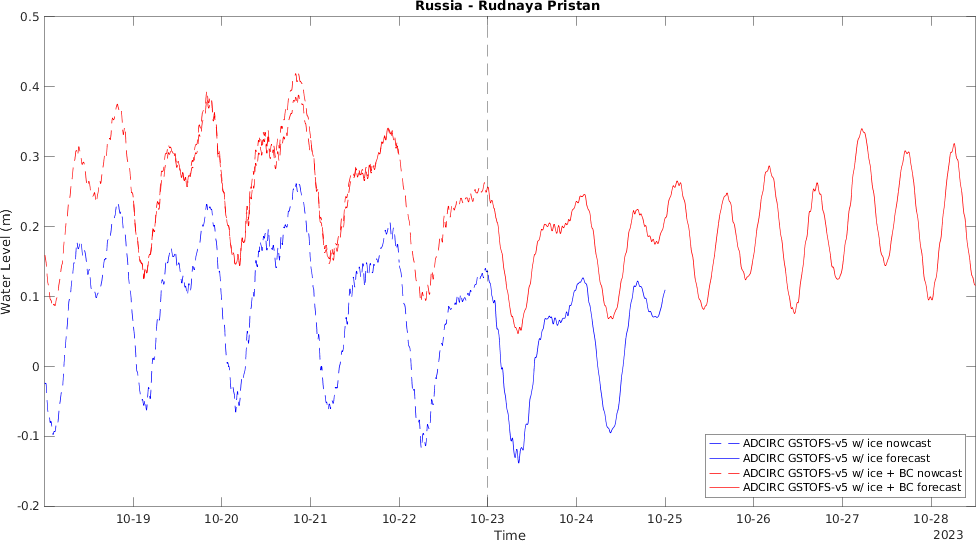 Russia - Rudnaya Pristan
0.5
0.4
0.3
0.2
0.1
0
-0.1
-0.2
Water Level (m)
10-19 10-20 10-21 10-22 10-23 10-24 10-25 10-26 10-27 10-28
Time
2023
ADCIRC GSTOFS-v5 w/ ice nowcast
ADCIRC GSTOFS-v5 w/ ice forecast
ADCIRC GSTOFS-v5 w/ ice + BC nowcast
ADCIRC GSTOFS-v5 w/ ice + BC forecast